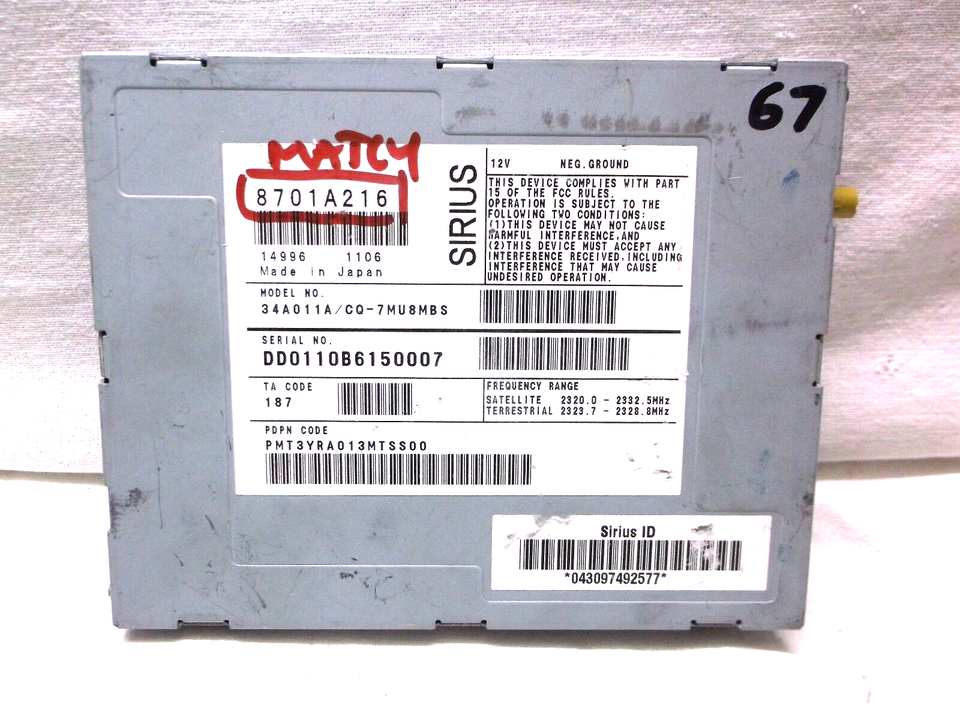 67
MATCH
8701A216
14996 1106
Made in Japan
SIRIUS
12V NEG.GROUND
THIS DEVICE COMPLIES WITH PART
15 OF THE FCC RULES.
OPERATION IS SUBJECT TO THE
FOLLOWING TWO CONDITIONS:
(1)THIS DEVICE MAY NOT CAUSE
HARMFUL INTERFERENCE,AND
(2)THIS DEVICE MUST ACCEPT ANY
INTERFERENCE RECEIVED,INCLUDING
INTERFERENCE THAT MAY CAUSE
UNDESIRED OPERATION.
MODEL NO.
34A011A/CQ-7MU8MBS
SERIAL NO.
DD0110B6150007
TA CODE
187
FREQUENCY RANGE
SATELLITE 2320.0 - 2332.5MHz
TERRESTRIAL 2323.7 - 2328.8MHz
PDPN CODE
PMT3YRA013MTSS00
Sirius ID
*043097492577*